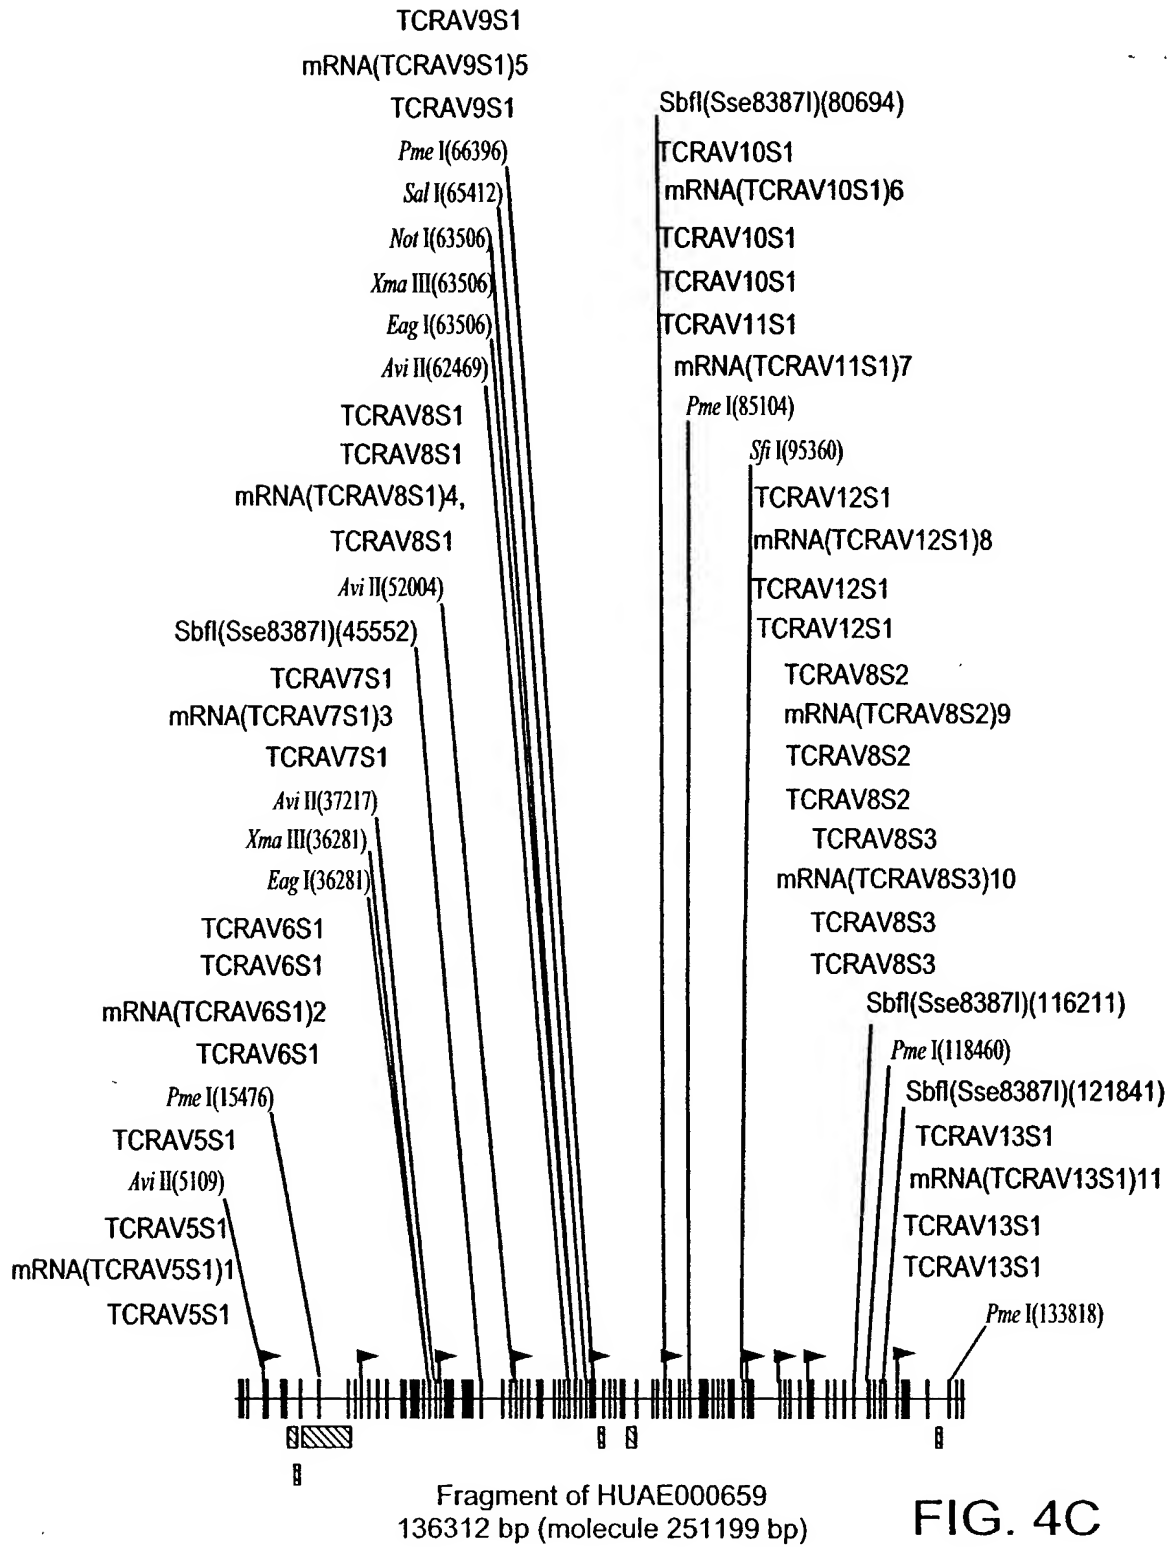 TCRAV9S1
mRNA(TCRAV9S1)5
TCRAV9S1
Pme I(66396)
Sal I(65412)
Not I(63506)
Xma III(63506)
Eag I(63506)
Avi II(62469)
TCRAV8S1
TCRAV8S1
mRNA(TCRAV8S1)4,
TCRAV8S1
Avi II(52004)
SbfI(Sse8387I)(45552)
TCRAV7S1
mRNA(TCRAV7S1)3
TCRAV7S1
Avi II(37217)
Xma III(36281)
Eag I(36281)
TCRAV6S1
TCRAV6S1
mRNA(TCRAV6S1)2
TCRAV6S1
Pme I(15476)
TCRAV5S1
Avi II(5109)
TCRAV5S1
mRNA(TCRAV5S1)1
TCRAV5S1
SbfI(Sse8387I)(80694)
TCRAV10S1
mRNA(TCRAV10S1)6
TCRAV10S1
TCRAV10S1
TCRAV11S1
mRNA(TCRAV11S1)7
Pme I(85104)
Sfi I(95360)
TCRAV12S1
mRNA(TCRAV12S1)8
TCRAV12S1
TCRAV12S1
TCRAV8S2
mRNA(TCRAV8S2)9
TCRAV8S2
TCRAV8S2
TCRAV8S3
mRNA(TCRAV8S3)10
TCRAV8S3
TCRAV8S3
SbfI(Sse8387I)(116211)
Pme I(118460)
SbfI(Sse8387I)(121841)
TCRAV13S1
mRNA(TCRAV13S1)11
TCRAV13S1
TCRAV13S1
Pme I(133818)
Fragment of HUAE000659
136312 bp (molecule 251199 bp)
FIG. 4C